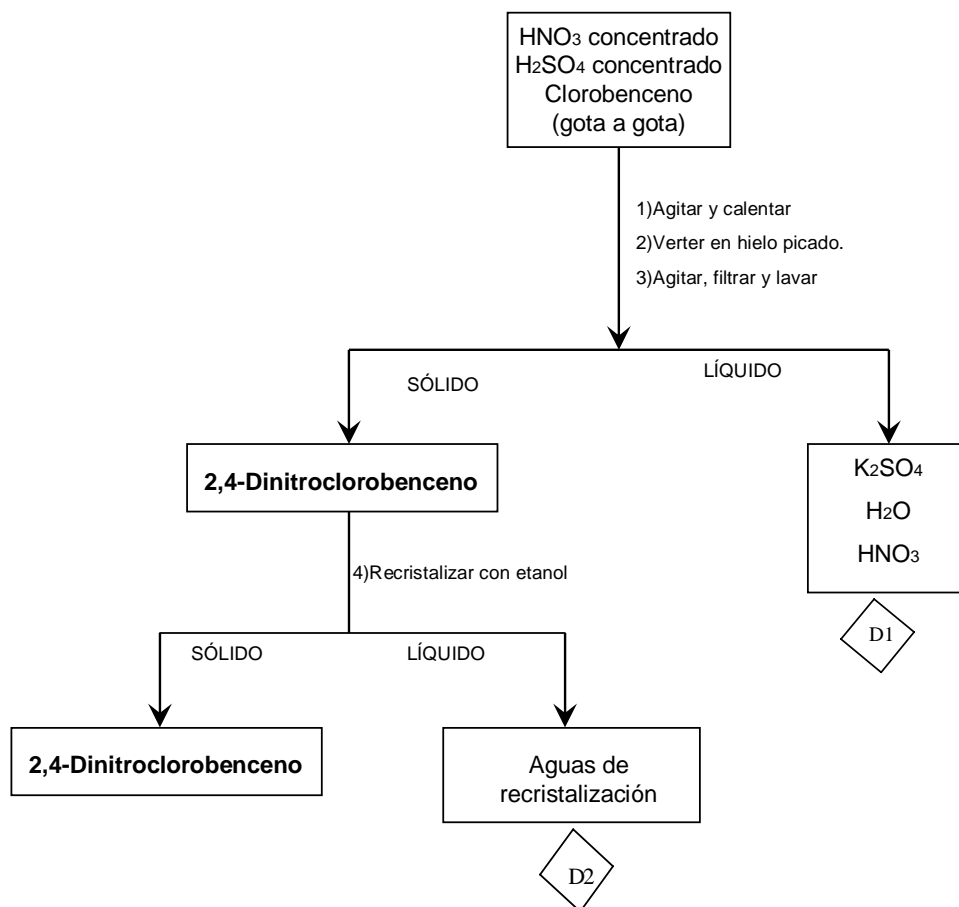 HNO3 concentrado
H2SO4 concentrado
Clorobenceno
(gota a gota)
1)Agitar y calentar
2)Verter en hielo picado.
3)Agitar, filtrar y lavar
SÓLIDO
LÍQUIDO
2,4-Dinitroclorobenceno
K2SO4
H2O
HNO3
4)Recristalizar con etanol
D1
SÓLIDO
LÍQUIDO
2,4-Dinitroclorobenceno
Aguas de
recristalización
D2